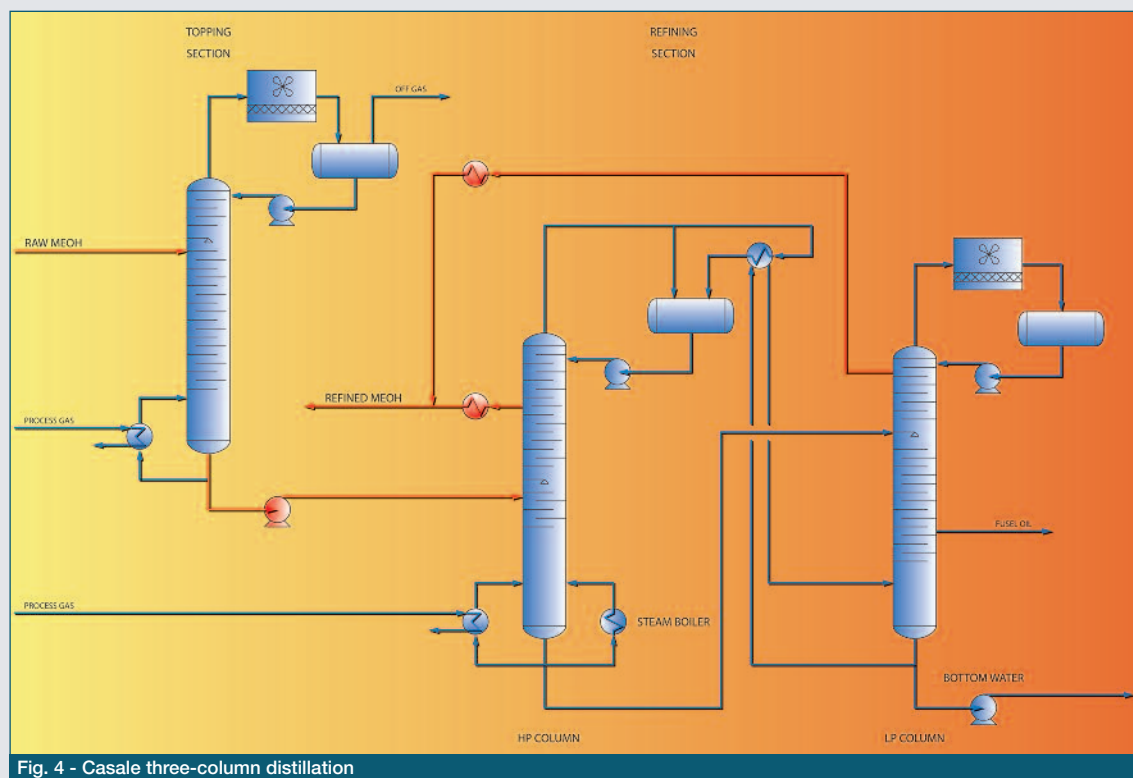 TOPPING
SECTION
REFINING
SECTION
OFF GAS
RAW MEOH
REFINED MEOH
PROCESS GAS
FUSEL OIL
PROCESS GAS
STEAM BOILER
BOTTOM WATER
HP COLUMN
LP COLUMN
Fig. 4 - Casale three-column distillation